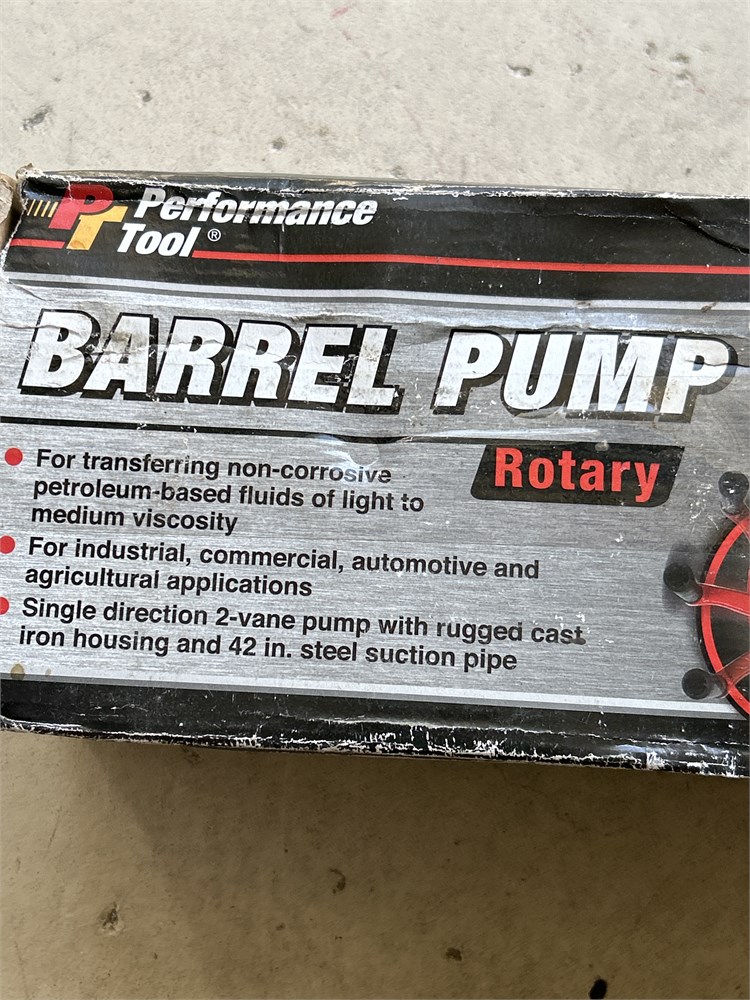 PT Performance
Tool®
BARREL PUMP
Rotary
• For transferring non-corrosive
petroleum-based fluids of light to
medium viscosity
• For industrial, commercial, automotive and
agricultural applications
• Single direction 2-vane pump with rugged cast
iron housing and 42 in. steel suction pipe